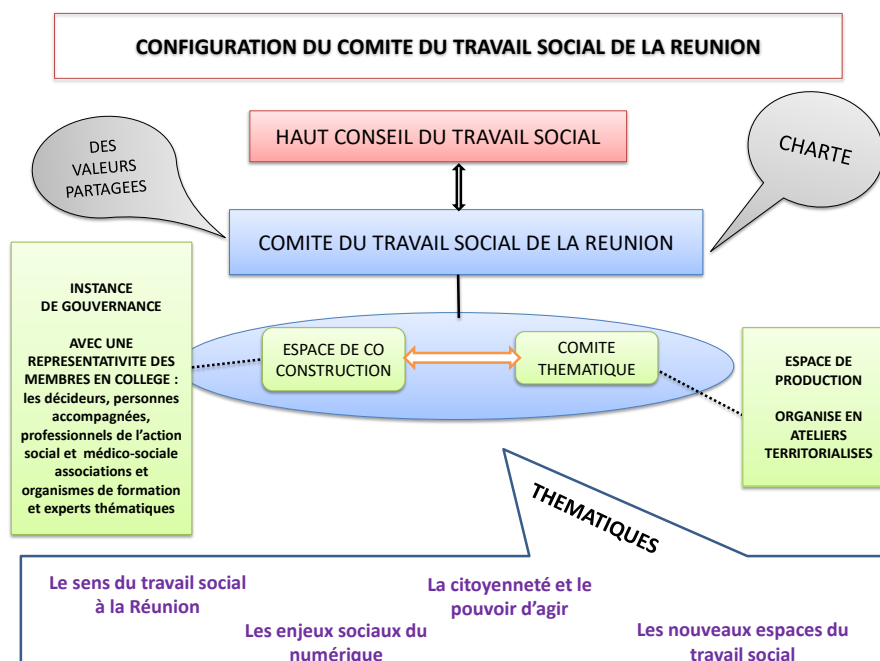 CONFIGURATION DU COMITE DU TRAVAIL SOCIAL DE LA REUNION
HAUT CONSEIL DU TRAVAIL SOCIAL
DES
VALEURS
PARTAGEES
CHARTE
COMITE DU TRAVAIL SOCIAL DE LA REUNION
INSTANCE
DE GOUVERNANCE
AVEC UNE
REPRESENTATIVITE DES
MEMBRES EN COLLEGE :
les décideurs, personnes
accompagnées,
professionnels de l'action
social et médico-sociale
associations et
organismes de formation
et experts thématiques
ESPACE DE CO
CONSTRUCTION
COMITE
THEMATIQUE
ESPACE DE
PRODUCTION
ORGANISE EN
ATELIERS
TERRITORIALISES
THEMATIQUES
Le sens du travail social
à la Réunion
La citoyenneté et le
pouvoir d'agir
Les enjeux sociaux du
numérique
Les nouveaux espaces du
travail social